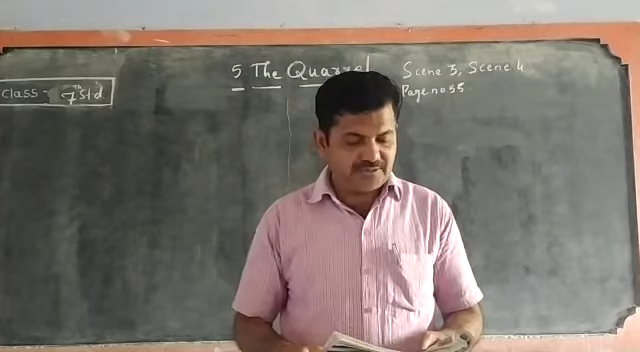 Class - 7th Std
5 The Quarrel
Scene 3, Scene 4
Page no 55.